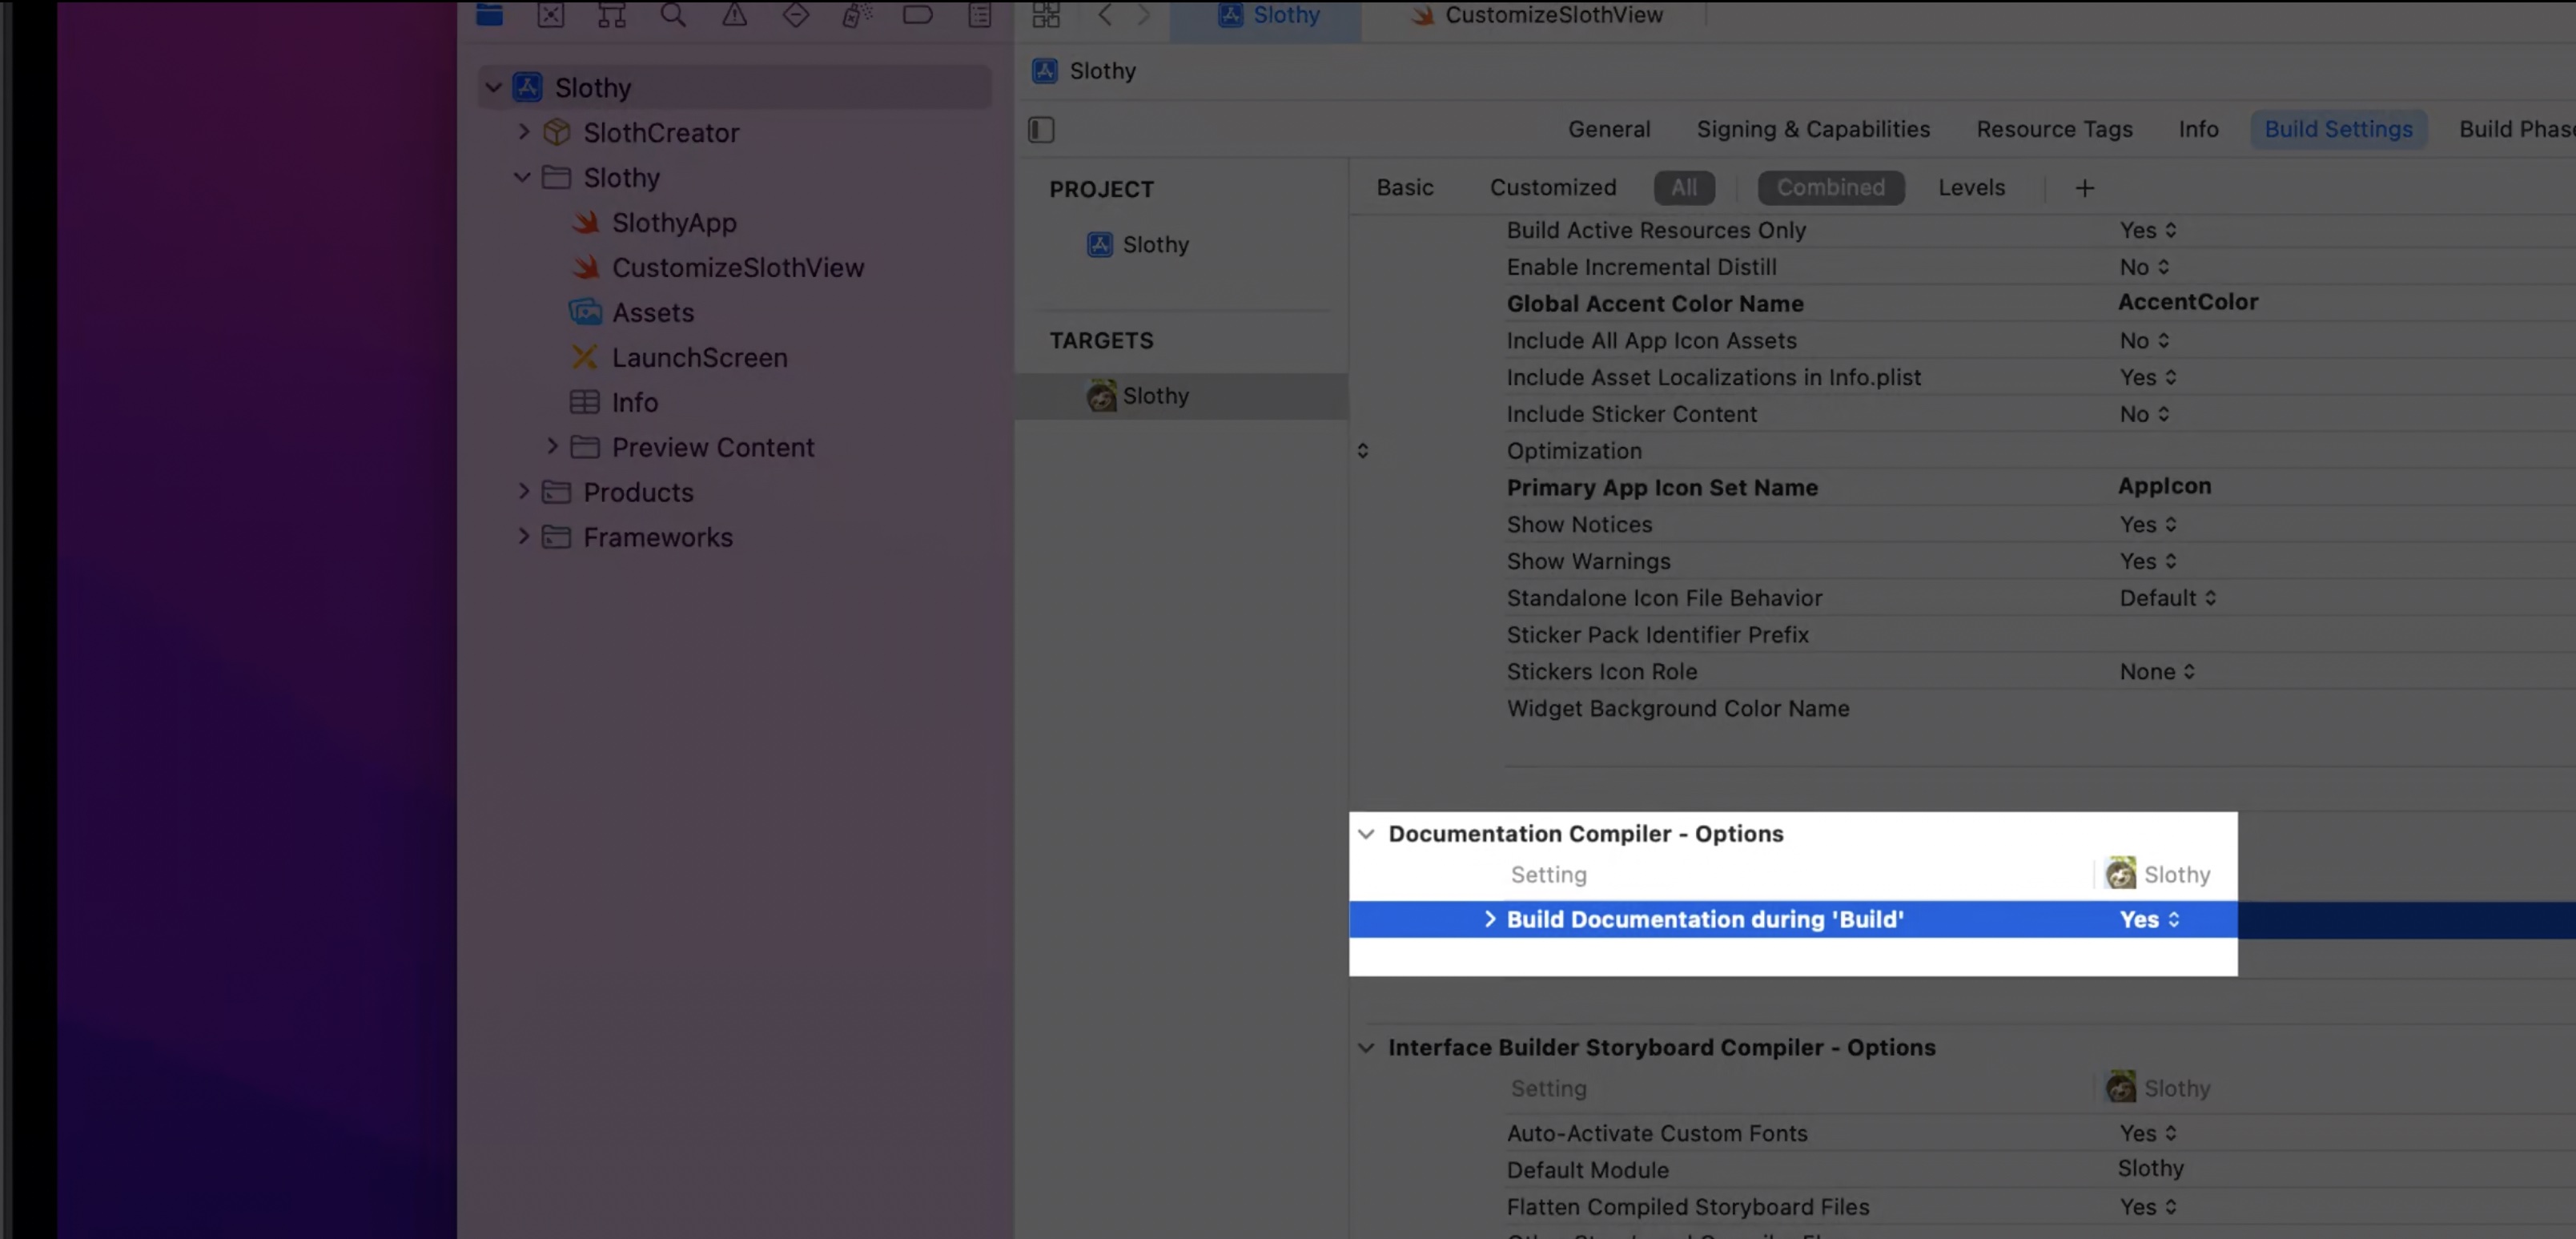 Slothy
CustomizeSlothView
Slothy
SlothCreator
Slothy
SlothyApp
CustomizeSlothView
Assets
LaunchScreen
Info
Preview Content
Products
Frameworks
Slothy
General Signing & Capabilities Resource Tags Info Build Settings Build Phas
PROJECT
Slothy
TARGETS
Slothy
Basic Customized All Combined Levels +
Build Active Resources Only Yes
Enable Incremental Distill No
Global Accent Color Name AccentColor
Include All App Icon Assets No
Include Asset Localizations in Info.plist Yes
Include Sticker Content No
Optimization
Primary App Icon Set Name AppIcon
Show Notices Yes
Show Warnings Yes
Standalone Icon File Behavior Default
Sticker Pack Identifier Prefix
Stickers Icon Role None
Widget Background Color Name
Documentation Compiler - Options
Setting Slothy
Build Documentation during 'Build' Yes
Interface Builder Storyboard Compiler - Options
Setting Slothy
Auto-Activate Custom Fonts Yes
Default Module Slothy
Flatten Compiled Storyboard Files Yes